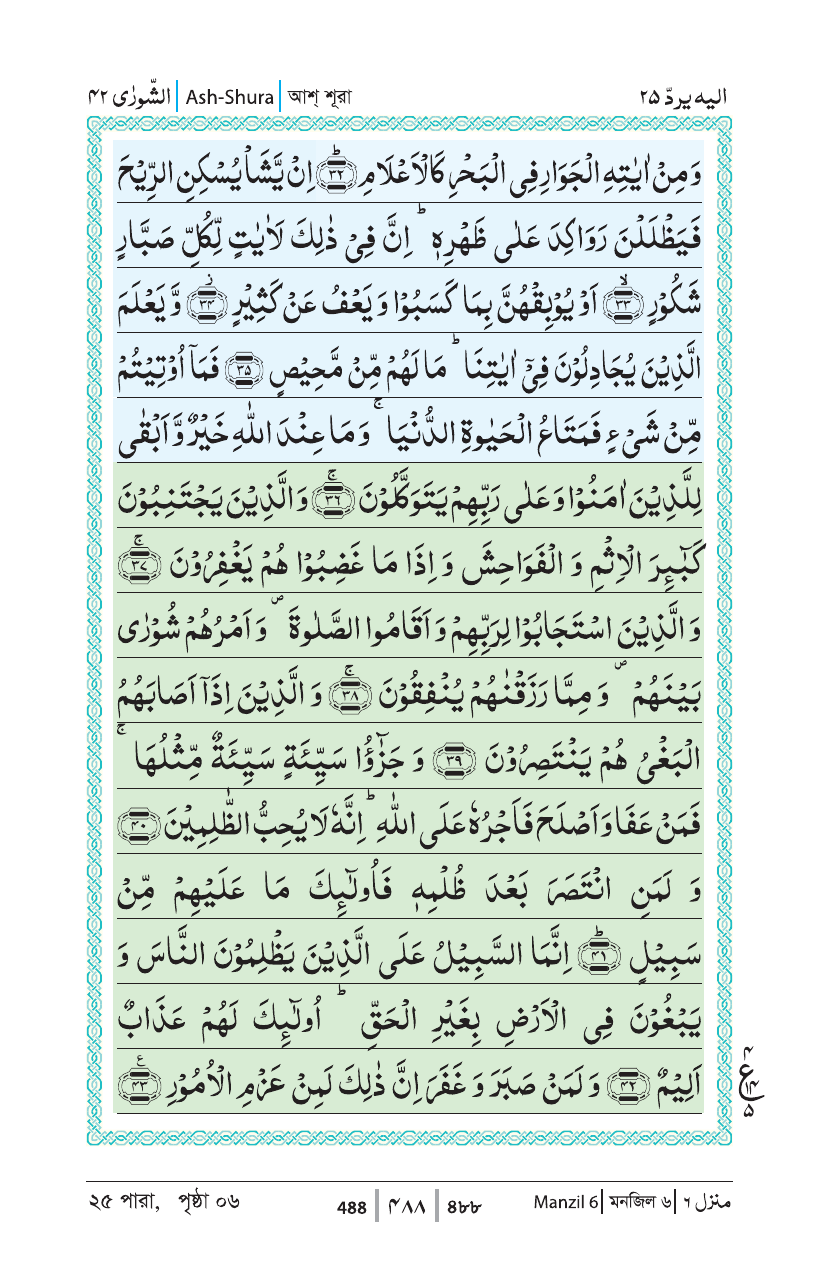 الشّورٰی ۴۲ | Ash-Shura | আশ্ শূরা	الیه یردّ ۲۵
وَمِنْ اٰیٰتِهِ الْجَوَارِ فِی الْبَحْرِ كَالْاَعْلَامِ ﴿ؕ۳۲﴾ اِنْ یَّشَاْ یُسْكِنِ الرِّیْحَ
فَیَظْلَلْنَ رَوَاكِدَ عَلٰی ظَهْرِهٖ ؕ اِنَّ فِیْ ذٰلِكَ لَاٰیٰتٍ لِّكُلِّ صَبَّارٍ
شَكُوْرٍ ﴿ۙ۳۳﴾ اَوْ یُوْبِقْهُنَّ بِمَا كَسَبُوْا وَ یَعْفُ عَنْ كَثِیْرٍ ﴿ؗ۳۴﴾ وَّ یَعْلَمَ
الَّذِیْنَ یُجَادِلُوْنَ فِیْۤ اٰیٰتِنَا ؕ مَا لَهُمْ مِّنْ مَّحِیْصٍ ﴿۳۵﴾ فَمَاۤ اُوْتِیْتُمْ
مِّنْ شَیْءٍ فَمَتَاعُ الْحَیٰوةِ الدُّنْیَا ۚ وَ مَا عِنْدَ اللّٰهِ خَیْرٌ وَّ اَبْقٰی
لِلَّذِیْنَ اٰمَنُوْا وَ عَلٰی رَبِّهِمْ یَتَوَكَّلُوْنَ ﴿ۚ۳۶﴾ وَ الَّذِیْنَ یَجْتَنِبُوْنَ
كَبٰٓئِرَ الْاِثْمِ وَ الْفَوَاحِشَ وَ اِذَا مَا غَضِبُوْا هُمْ یَغْفِرُوْنَ ﴿ۚ۳۷﴾
وَ الَّذِیْنَ اسْتَجَابُوْا لِرَبِّهِمْ وَ اَقَامُوا الصَّلٰوةَ ۪ وَ اَمْرُهُمْ شُوْرٰی
بَیْنَهُمْ ۪ وَ مِمَّا رَزَقْنٰهُمْ یُنْفِقُوْنَ ﴿ۚ۳۸﴾ وَ الَّذِیْنَ اِذَاۤ اَصَابَهُمُ
الْبَغْیُ هُمْ یَنْتَصِرُوْنَ ﴿۳۹﴾ وَ جَزٰٓؤُا سَیِّئَةٍ سَیِّئَةٌ مِّثْلُهَا ۚ
فَمَنْ عَفَا وَ اَصْلَحَ فَاَجْرُهٗ عَلَی اللّٰهِ ؕ اِنَّهٗ لَا یُحِبُّ الظّٰلِمِیْنَ ﴿۴۰﴾
وَ لَمَنِ انْتَصَرَ بَعْدَ ظُلْمِهٖ فَاُولٰٓئِكَ مَا عَلَیْهِمْ مِّنْ
سَبِیْلٍ ﴿ؕ۴۱﴾ اِنَّمَا السَّبِیْلُ عَلَی الَّذِیْنَ یَظْلِمُوْنَ النَّاسَ وَ
یَبْغُوْنَ فِی الْاَرْضِ بِغَیْرِ الْحَقِّ ؕ اُولٰٓئِكَ لَهُمْ عَذَابٌ
اَلِیْمٌ ﴿۴۲﴾ وَ لَمَنْ صَبَرَ وَ غَفَرَ اِنَّ ذٰلِكَ لَمِنْ عَزْمِ الْاُمُوْرِ ﴿۴۳﴾
۴
ع ۱۴
۵
২৫ পারা, পৃষ্ঠা ০৬	488 | ۴۸۸ | ৪৮৮	Manzil 6 | মনজিল ৬ | منزل ۶